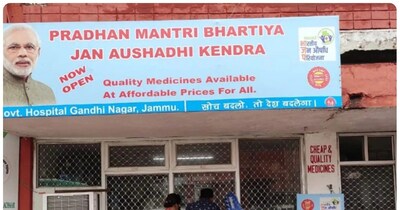 PRADHAN MANTRI BHARTIYA
JAN AUSHADHI KENDRA
NOW
OPEN
Quality Medicines Available
At Affordable Prices For All.
ovt. Hospital Gandhi Nagar, Jammu.
सोच बदलो, तो देश बदलेगा।
CHEAP &
QUALITY
MEDICINES